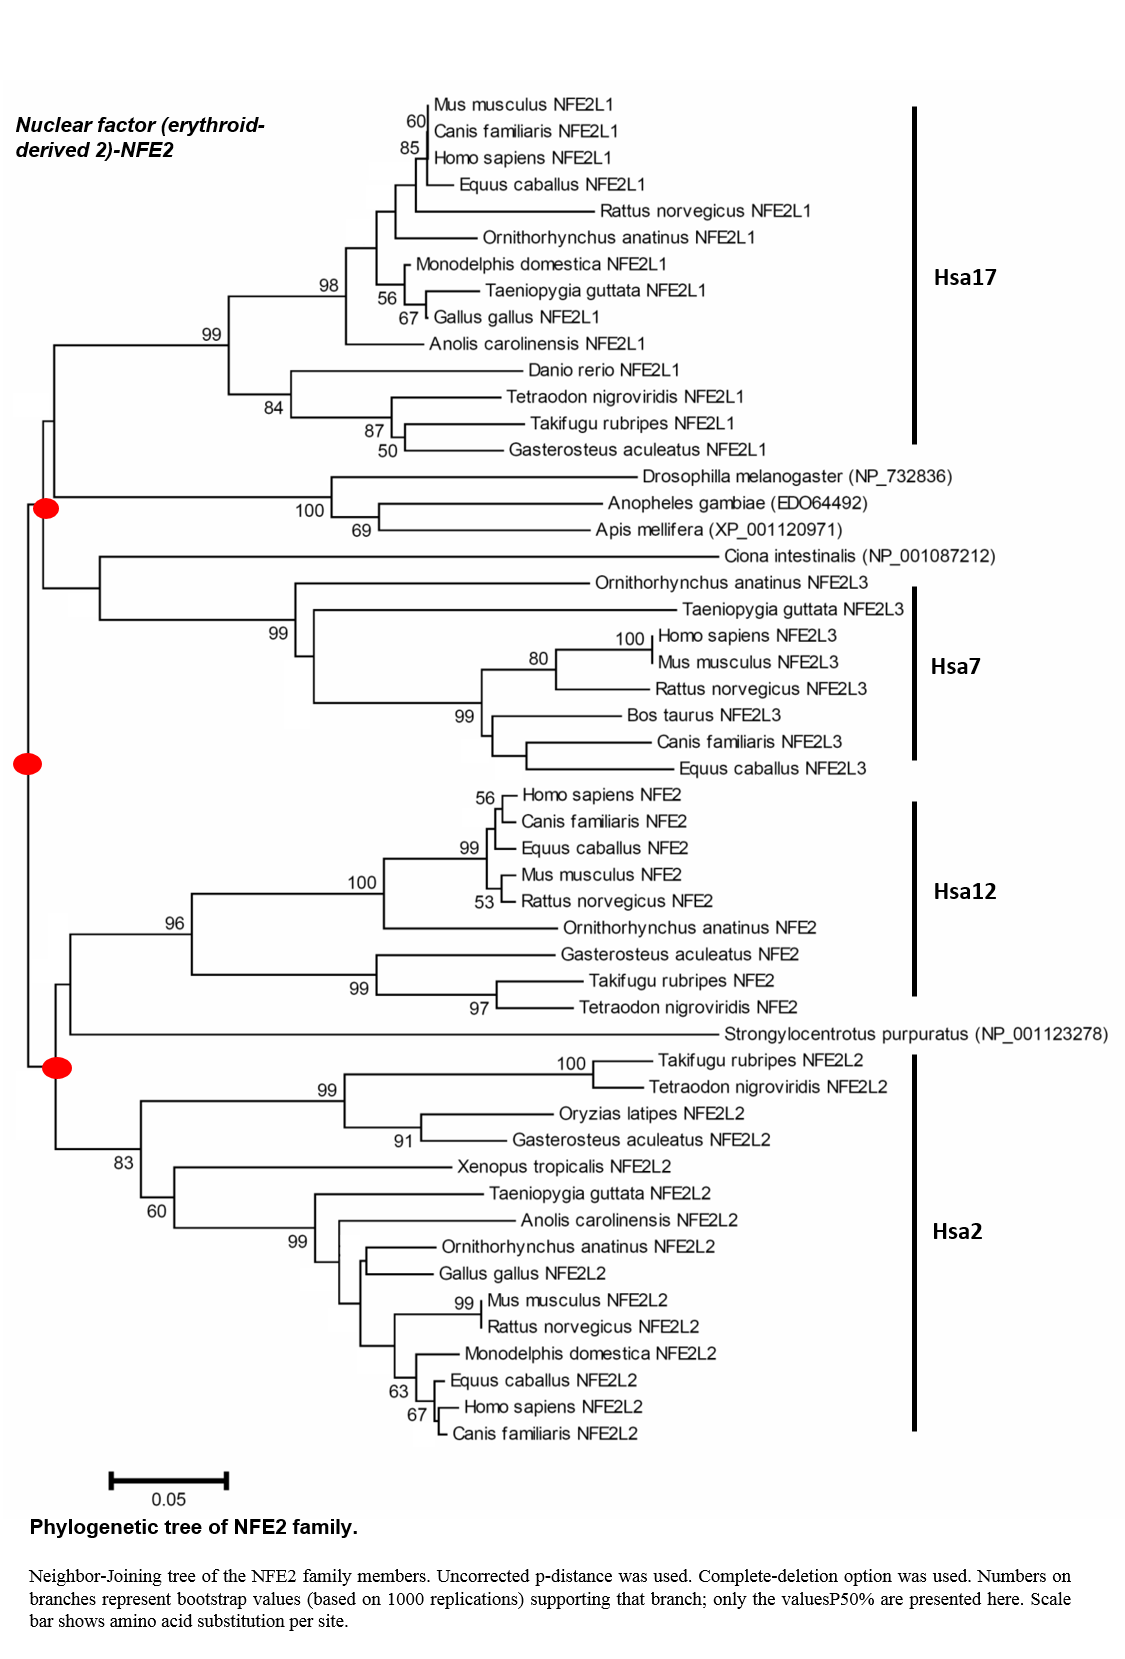 Nuclear factor (erythroid-
derived 2)-NFE2
Mus musculus NFE2L1
60
Canis familiaris NFE2L1
85
Homo sapiens NFE2L1
Equus caballus NFE2L1
Rattus norvegicus NFE2L1
Ornithorhynchus anatinus NFE2L1
Monodelphis domestica NFE2L1
Hsa17
98
56
Taeniopygia guttata NFE2L1
67
Gallus gallus NFE2L1
99
Anolis carolinensis NFE2L1
Danio rerio NFE2L1
84
Tetraodon nigroviridis NFE2L1
87
Takifugu rubripes NFE2L1
50
Gasterosteus aculeatus NFE2L1
Drosophilla melanogaster (NP_732836)
100
Anopheles gambiae (EDO64492)
69
Apis mellifera (XP_001120971)
Ciona intestinalis (NP_001087212)
Ornithorhynchus anatinus NFE2L3
Taeniopygia guttata NFE2L3
99
100
Homo sapiens NFE2L3
80
Mus musculus NFE2L3
Hsa7
Rattus norvegicus NFE2L3
99
Bos taurus NFE2L3
Canis familiaris NFE2L3
Equus caballus NFE2L3
56
Homo sapiens NFE2
Canis familiaris NFE2
99
Equus caballus NFE2
100
Mus musculus NFE2
Hsa12
53
Rattus norvegicus NFE2
96
Ornithorhynchus anatinus NFE2
Gasterosteus aculeatus NFE2
99
Takifugu rubripes NFE2
97
Tetraodon nigroviridis NFE2
Strongylocentrotus purpuratus (NP_001123278)
100
Takifugu rubripes NFE2L2
99
Tetraodon nigroviridis NFE2L2
Oryzias latipes NFE2L2
91
Gasterosteus aculeatus NFE2L2
83
Xenopus tropicalis NFE2L2
60
Taeniopygia guttata NFE2L2
Anolis carolinensis NFE2L2
Hsa2
99
Ornithorhynchus anatinus NFE2L2
Gallus gallus NFE2L2
99
Mus musculus NFE2L2
Rattus norvegicus NFE2L2
Monodelphis domestica NFE2L2
63
Equus caballus NFE2L2
67
Homo sapiens NFE2L2
Canis familiaris NFE2L2
0.05
Phylogenetic tree of NFE2 family.
Neighbor-Joining tree of the NFE2 family members. Uncorrected p-distance was used. Complete-deletion option was used. Numbers on
branches represent bootstrap values (based on 1000 replications) supporting that branch; only the valuesP50% are presented here. Scale
bar shows amino acid substitution per site.